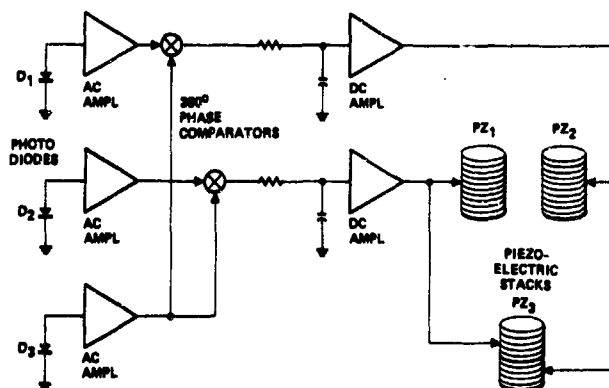 D1
AC
AMPL
360°
PHASE
COMPARATORS
DC
AMPL
PHOTO
DIODES
D2
AC
AMPL
DC
AMPL
PZ1
PZ2
PIEZO-
ELECTRIC
STACKS
PZ3
D3
AC
AMPL